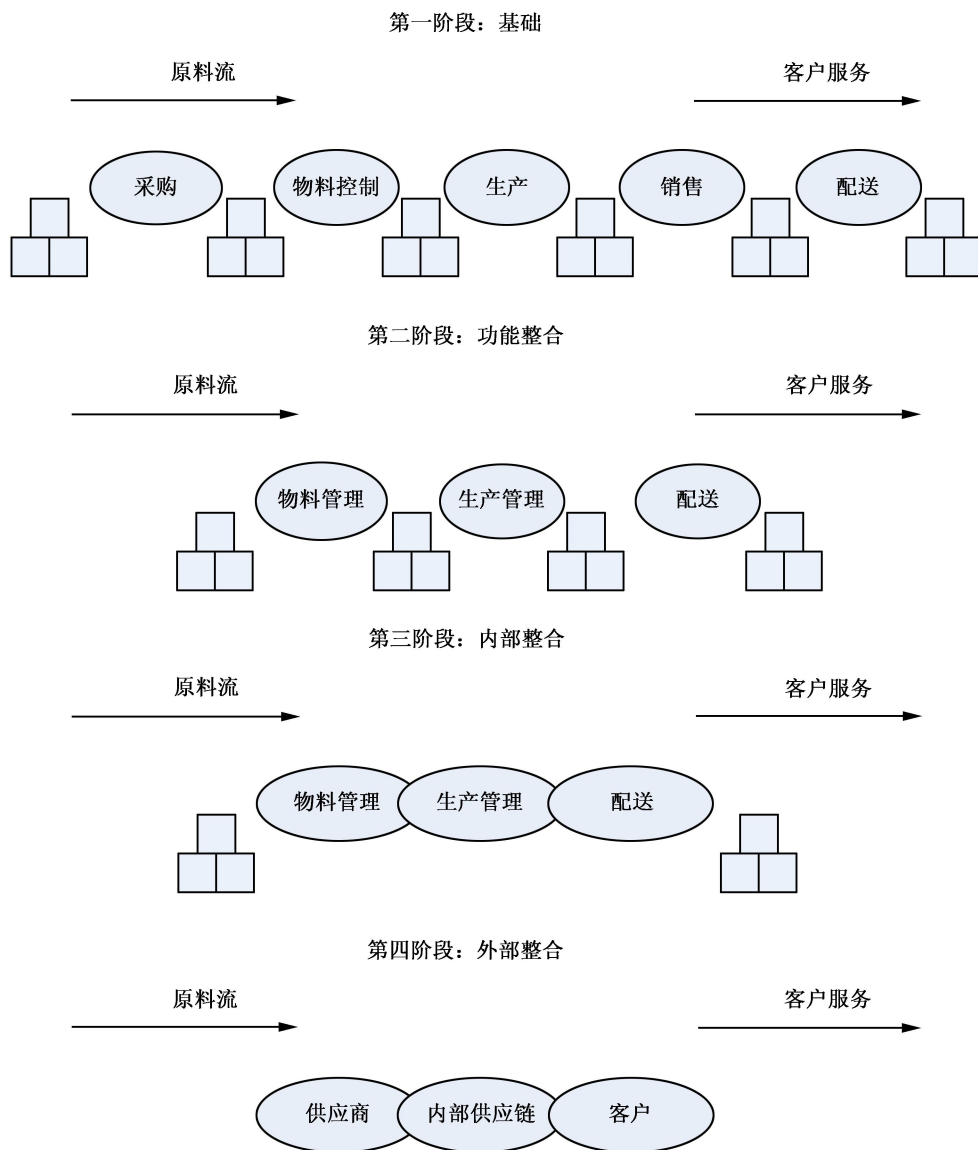 第一阶段：基础
原料流 客户服务
采购 物料控制 生产 销售 配送
第二阶段：功能整合
原料流 客户服务
物料管理 生产管理 配送
第三阶段：内部整合
原料流 客户服务
物料管理 生产管理 配送
第四阶段：外部整合
原料流 客户服务
供应商 内部供应链 客户